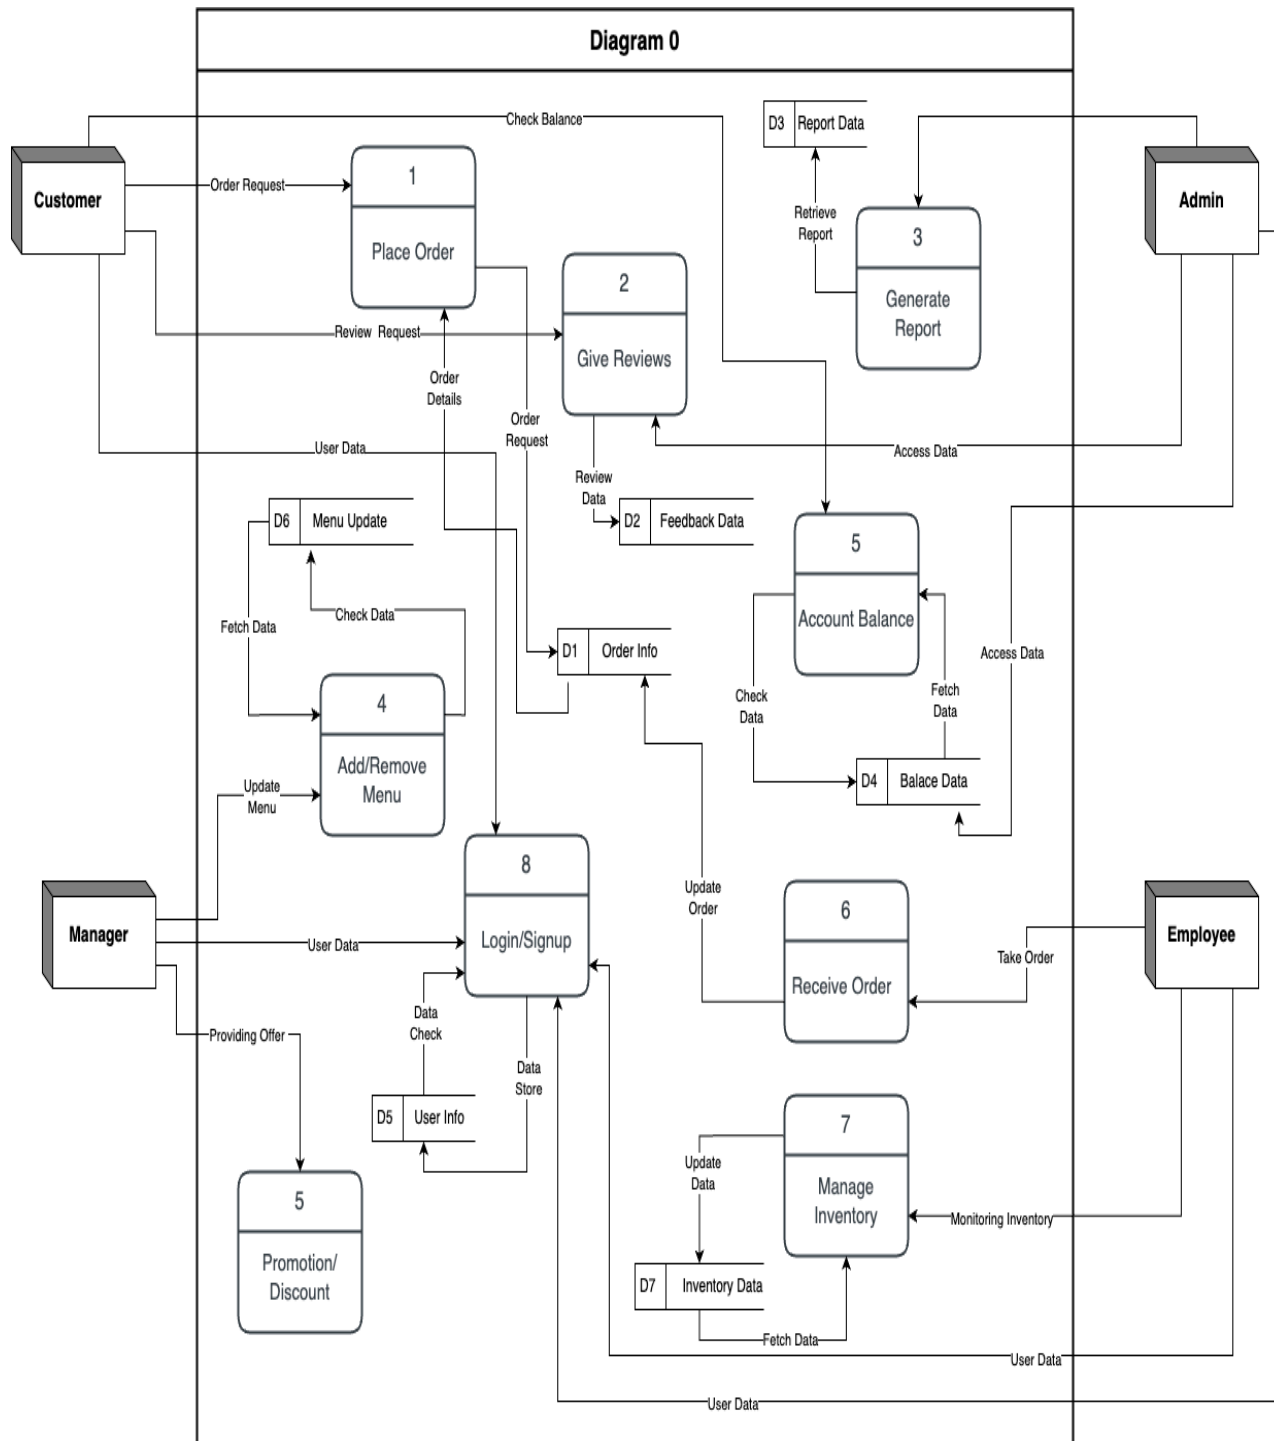 Diagram 0
Check Balance
D3 Report Data
Customer
Order Request
1
Place Order
Retrieve
Report
3
Generate
Report
Admin
2
Give Reviews
Review Request
Order
Details
Order
Request
User Data
Access Data
Review
Data
D6 Menu Update
D2 Feedback Data
5
Account Balance
Fetch Data
Check Data
D1 Order Info
Access Data
Check
Data
Fetch
Data
4
Add/Remove
Menu
Update
Menu
D4 Balace Data
8
Login/Signup
Update
Order
6
Receive Order
Manager
User Data
Employee
Take Order
Data
Check
Providing Offer
Data
Store
D5 User Info
7
Manage
Inventory
Update
Data
5
Promotion/
Discount
Monitoring Inventory
D7 Inventory Data
Fetch Data
User Data
User Data